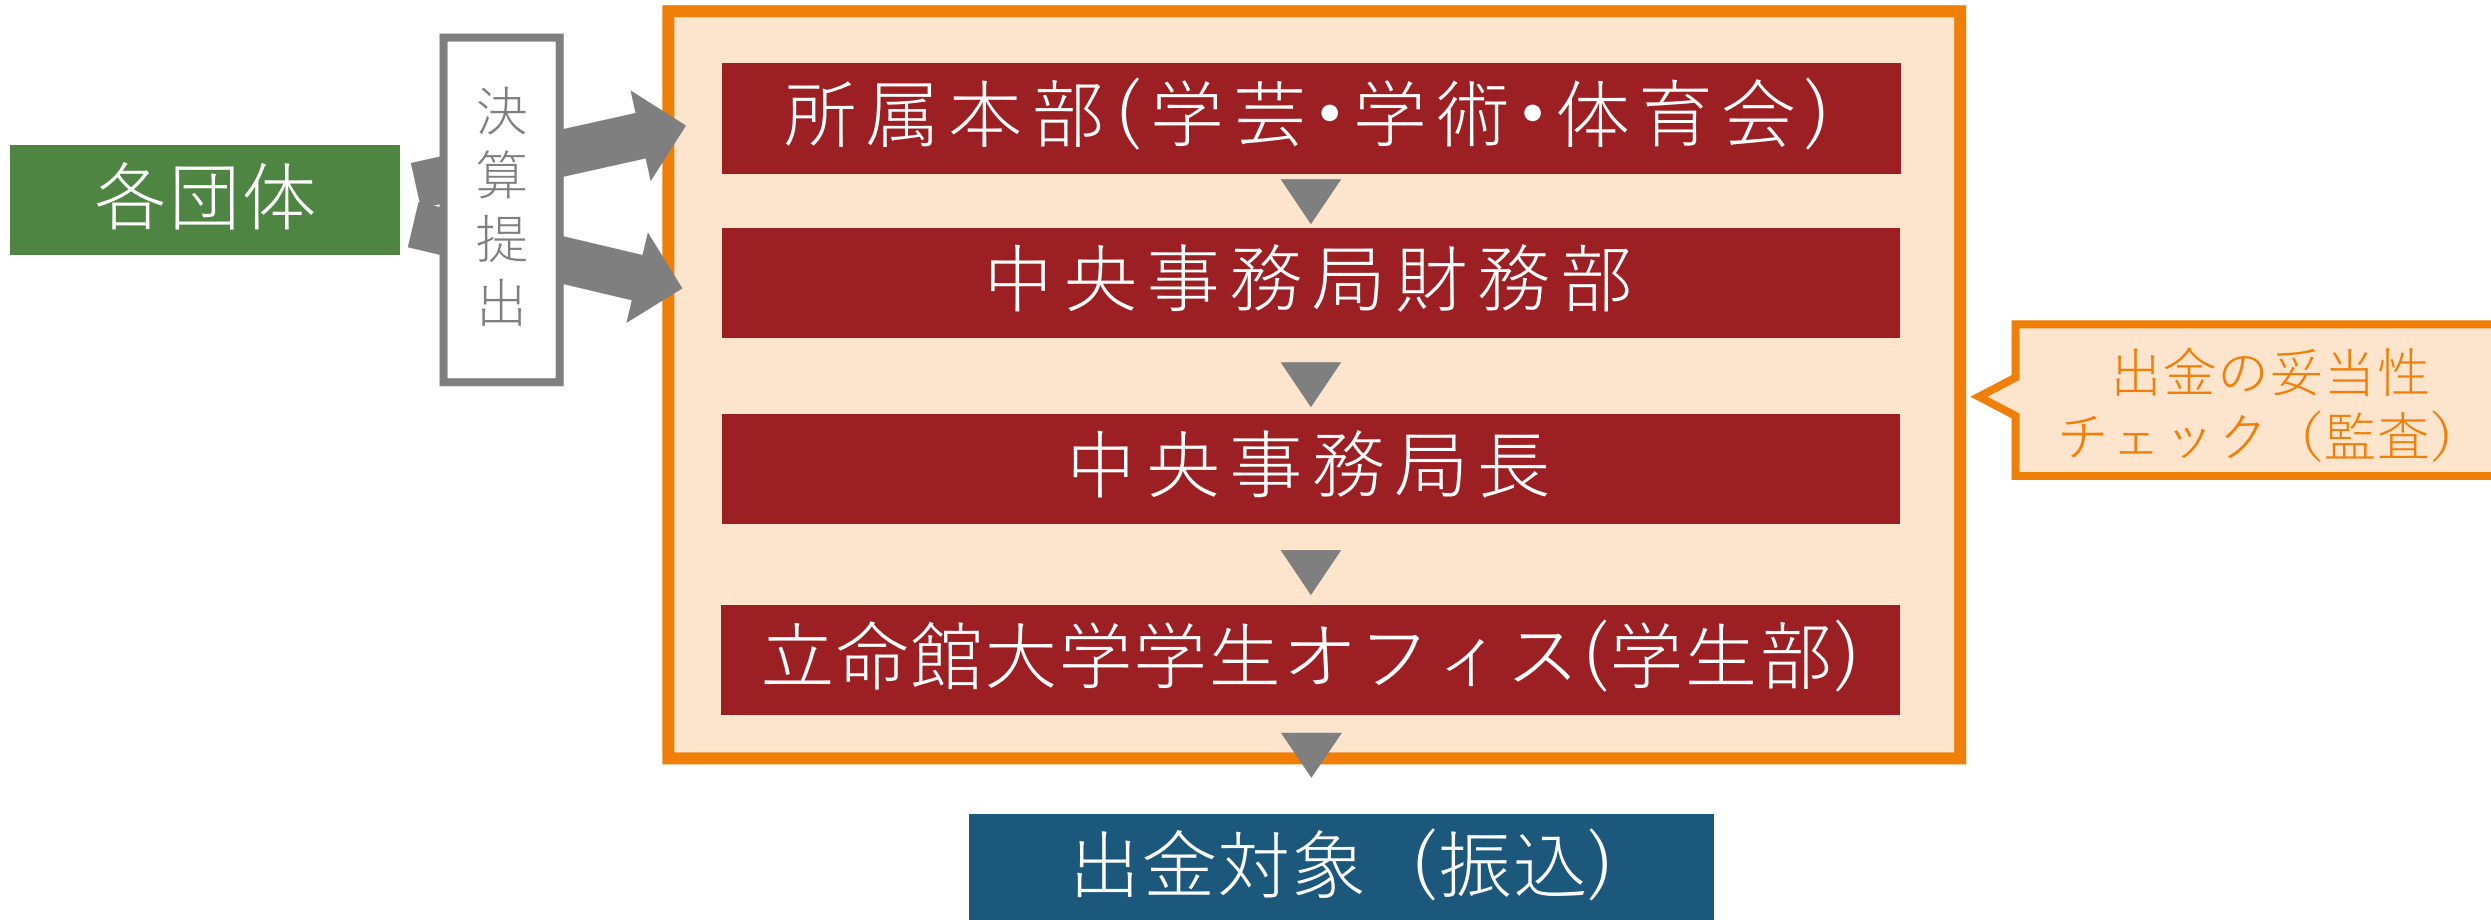 各団体
決算提出
所属本部(学芸・学術・体育会)
中央事務局財務部
中央事務局長
立命館大学学生オフィス(学生部)
出金の妥当性
チェック（監査）
出金対象（振込）